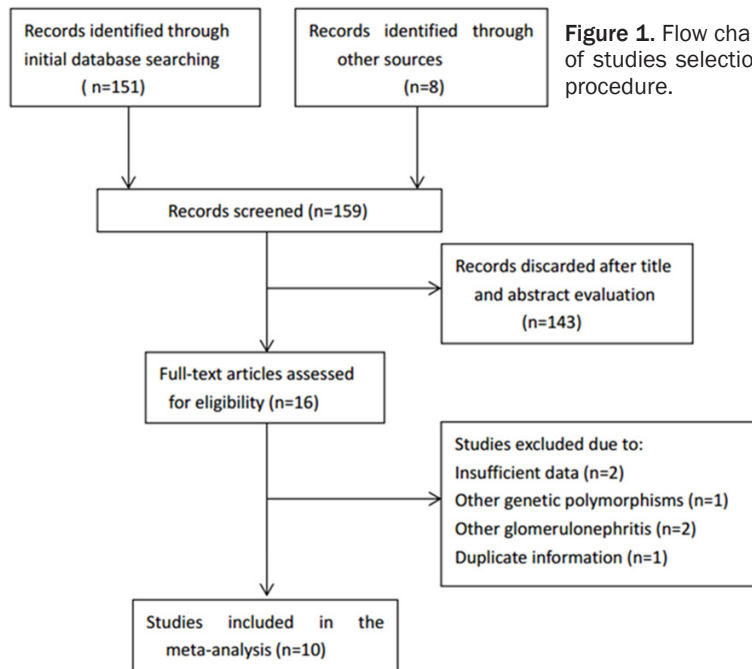 Records identified through
initial database searching
( n=151)
Records identified through
other sources
(n=8)
Figure 1. Flow cha
of studies selectio
procedure.
Records screened (n=159)
Records discarded after title
and abstract evaluation
(n=143)
Full-text articles assessed
for eligibility (n=16)
Studies excluded due to:
Insufficient data (n=2)
Other genetic polymorphisms (n=1)
Other glomerulonephritis (n=2)
Duplicate information (n=1)
Studies included in the
meta-analysis (n=10)